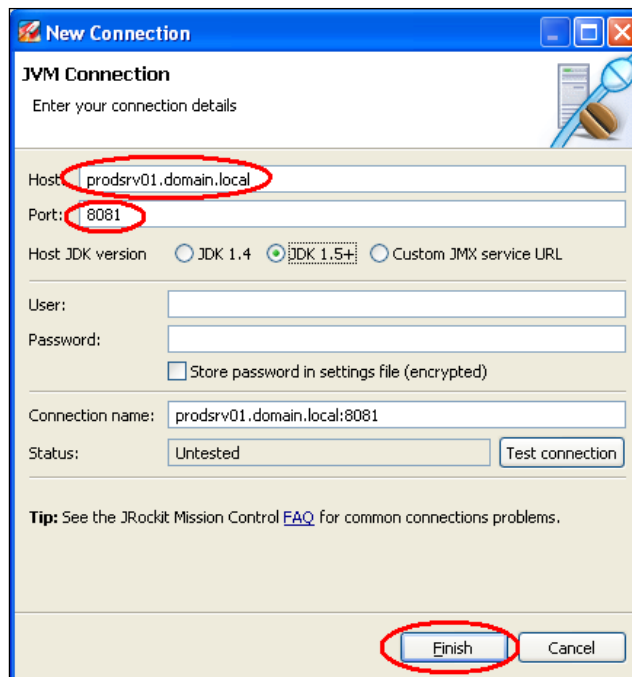 New Connection
JVM Connection
Enter your connection details
Host: prodsrv01.domain.local
Port: 8081
Host JDK version JDK 1.4 JDK 1.5+ Custom JMX service URL
User:
Password:
Store password in settings file (encrypted)
Connection name: prodsrv01.domain.local:8081
Status: Untested Test connection
Tip: See the JRockit Mission Control FAQ for common connections problems.
Finish Cancel